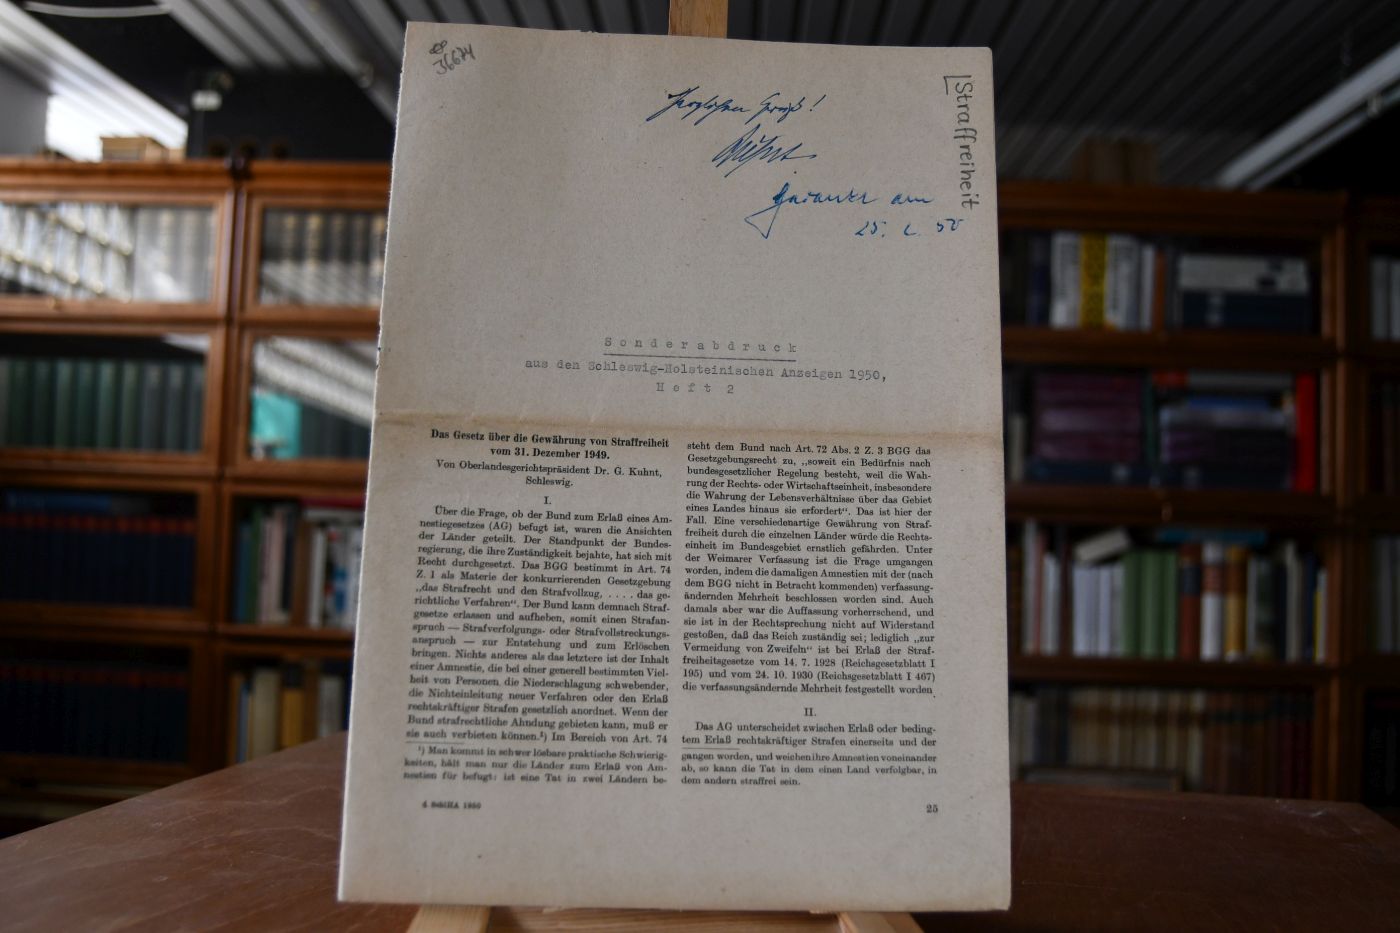 36674
Herzlichen Gruß!
Kuhnt
Gedankt am
25. 2. 50
[Straffreiheit
Sonderabdruck
aus den Schleswig-Holsteinischen Anzeigen 1950,
Heft 2
Das Gesetz über die Gewährung von Straffreiheit
vom 31. Dezember 1949.
Von Oberlandesgerichtspräsident Dr. G. Kuhnt,
Schleswig.
I.
Über die Frage, ob der Bund zum Erlaß eines Am-
nestiegesetzes (AG) befugt ist, waren die Ansichten
der Länder geteilt. Der Standpunkt der Bundes-
regierung, die ihre Zuständigkeit bejahte, hat sich mit
Recht durchgesetzt. Das BGG bestimmt in Art. 74
Z. 1 als Materie der konkurrierenden Gesetzgebung
„das Strafrecht und den Strafvollzug, . . . . das ge-
richtliche Verfahren“. Der Bund kann demnach Straf-
gesetze erlassen und aufheben, somit einen Strafan-
spruch — Strafverfolgungs- oder Strafvollstreckungs-
anspruch — zur Entstehung und zum Erlöschen
bringen. Nichts anderes als das letztere ist der Inhalt
einer Amnestie, die bei einer generell bestimmten Viel-
heit von Personen die Niederschlagung schwebender,
die Nichteinleitung neuer Verfahren oder den Erlaß
rechtskräftiger Strafen gesetzlich anordnet. Wenn der
Bund strafrechtliche Ahndung gebieten kann, muß er
sie auch verbieten können.¹) Im Bereich von Art. 74
¹) Man kommt in schwer lösbare praktische Schwierig-
keiten, hält man nur die Länder zum Erlaß von Am-
nestien für befugt: ist eine Tat in zwei Ländern be-
4 SchlHA 1950
steht dem Bund nach Art. 72 Abs. 2 Z. 3 BGG das
Gesetzgebungsrecht zu, „soweit ein Bedürfnis nach
bundesgesetzlicher Regelung besteht, weil die Wah-
rung der Rechts- oder Wirtschaftseinheit, insbesondere
die Wahrung der Lebensverhältnisse über das Gebiet
eines Landes hinaus sie erfordert“. Das ist hier der
Fall. Eine verschiedenartige Gewährung von Straf-
freiheit durch die einzelnen Länder würde die Rechts-
einheit im Bundesgebiet ernstlich gefährden. Unter
der Weimarer Verfassung ist die Frage umgangen
worden, indem die damaligen Amnestien mit der (nach
dem BGG nicht in Betracht kommenden) verfassung-
ändernden Mehrheit beschlossen worden sind. Auch
damals aber war die Auffassung vorherrschend, und
sie ist in der Rechtsprechung nicht auf Widerstand
gestoßen, daß das Reich zuständig sei; lediglich „zur
Vermeidung von Zweifeln“ ist bei Erlaß der Straf-
freiheitsgesetze vom 14. 7. 1928 (Reichsgesetzblatt I
195) und vom 24. 10. 1930 (Reichsgesetzblatt I 467)
die verfassungsändernde Mehrheit festgestellt worden.
II.
Das AG unterscheidet zwischen Erlaß oder beding-
tem Erlaß rechtskräftiger Strafen einerseits und der
gangen worden, und weichen ihre Amnestien voneinander
ab, so kann die Tat in dem einen Land verfolgbar, in
dem andern straffrei sein.
25